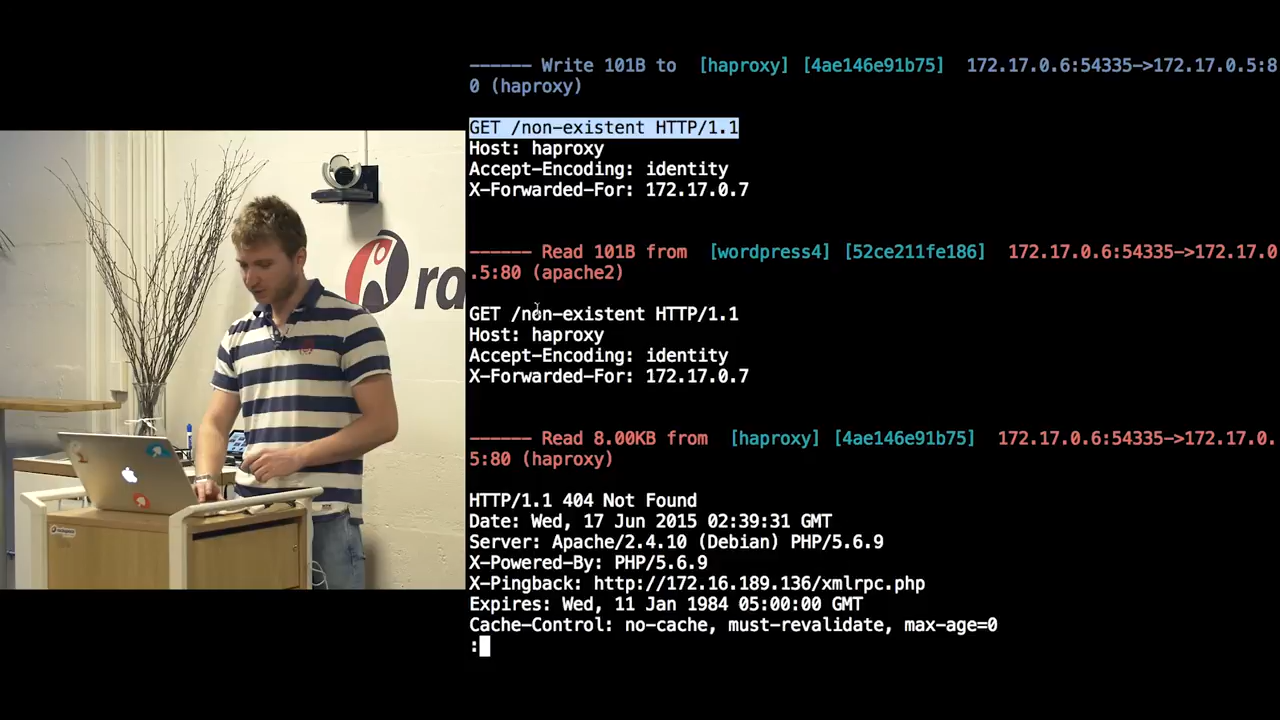 ------ Write 101B to  [haproxy] [4ae146e91b75]  172.17.0.6:54335->172.17.0.5:8
0 (haproxy)
GET /non-existent HTTP/1.1
Host: haproxy
Accept-Encoding: identity
X-Forwarded-For: 172.17.0.7
------ Read 101B from  [wordpress4] [52ce211fe186]  172.17.0.6:54335->172.17.0
.5:80 (apache2)
GET /non-existent HTTP/1.1
Host: haproxy
Accept-Encoding: identity
X-Forwarded-For: 172.17.0.7
------ Read 8.00KB from  [haproxy] [4ae146e91b75]  172.17.0.6:54335->172.17.0.
5:80 (haproxy)
HTTP/1.1 404 Not Found
Date: Wed, 17 Jun 2015 02:39:31 GMT
Server: Apache/2.4.10 (Debian) PHP/5.6.9
X-Powered-By: PHP/5.6.9
X-Pingback: http://172.16.189.136/xmlrpc.php
Expires: Wed, 11 Jan 1984 05:00:00 GMT
Cache-Control: no-cache, must-revalidate, max-age=0
:
ra